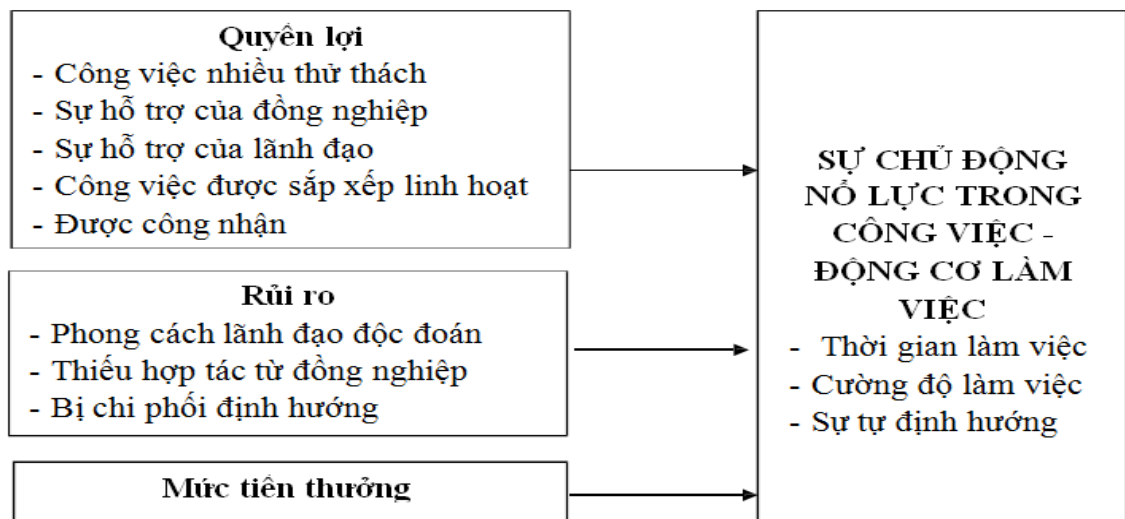 Quyền lợi
- Công việc nhiều thử thách
- Sự hỗ trợ của đồng nghiệp
- Sự hỗ trợ của lãnh đạo
- Công việc được sắp xếp linh hoạt
- Được công nhận
Rủi ro
- Phong cách lãnh đạo độc đoán
- Thiếu hợp tác từ đồng nghiệp
- Bị chi phối định hướng
Mức tiền thưởng
SỰ CHỦ ĐỘNG
NỔ LỰC TRONG
CÔNG VIỆC -
ĐỘNG CƠ LÀM
VIỆC
- Thời gian làm việc
- Cường độ làm việc
- Sự tự định hướng